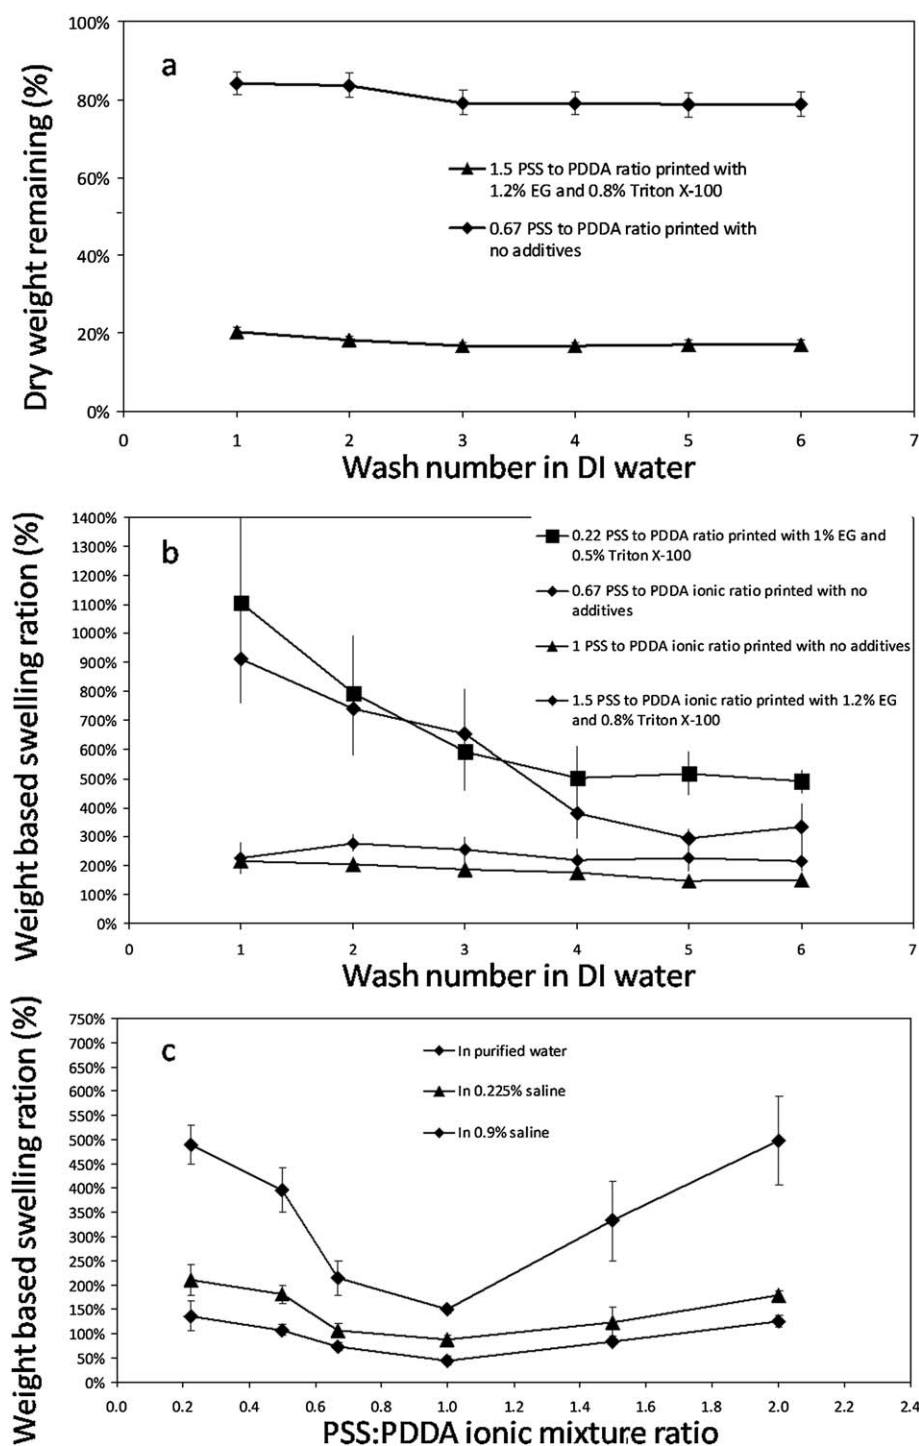 a
Dry weight remaining (%)
100%
80%
60%
40%
20%
0%
1.5 PSS to PDDA ratio printed with
1.2% EG and 0.8% Triton X-100
0.67 PSS to PDDA ratio printed with
no additives
0 1 2 3 4 5 6 7
Wash number in DI water
b
Weight based swelling ration (%)
1400%
1300%
1200%
1100%
1000%
900%
800%
700%
600%
500%
400%
300%
200%
100%
0%
0.22 PSS to PDDA ratio printed with 1% EG and
0.5% Triton X-100
0.67 PSS to PDDA ionic ratio printed with no
additives
1 PSS to PDDA ionic ratio printed with no additives
1.5 PSS to PDDA ionic ratio printed with 1.2% EG
and 0.8% Triton X-100
0 1 2 3 4 5 6 7
Wash number in DI water
c
Weight based swelling ration (%)
750%
700%
650%
600%
550%
500%
450%
400%
350%
300%
250%
200%
150%
100%
50%
0%
In purified water
In 0.225% saline
In 0.9% saline
0.0 0.2 0.4 0.6 0.8 1.0 1.2 1.4 1.6 1.8 2.0 2.2 2.4
PSS:PDDA ionic mixture ratio